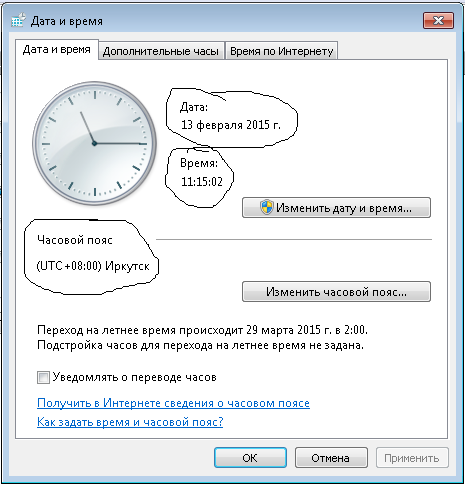 Дата и время
Дата и время
Дополнительные часы
Время по Интернету
Дата:
13 февраля 2015 г.
Время:
11:15:02
Изменить дату и время...
Часовой пояс
(UTC+08:00) Иркутск
Изменить часовой пояс...
Переход на летнее время происходит 29 марта 2015 г. в 2:00.
Подстройка часов для перехода на летнее время не задана.
Уведомлять о переводе часов
Получить в Интернете сведения о часовом поясе
Как задать время и часовой пояс?
ОК
Отмена
Применить